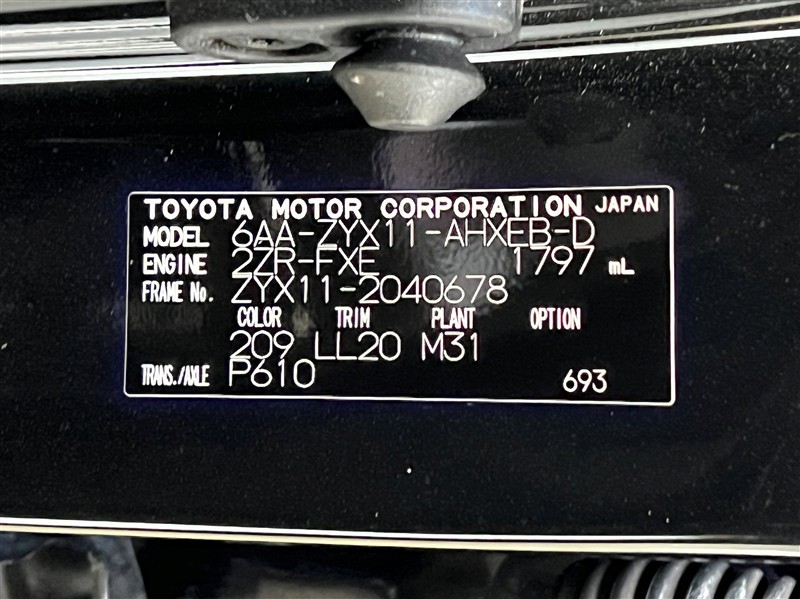 TOYOTA MOTOR CORPORATION JAPAN
MODEL 6AA-ZYX11-AHXEB-D
ENGINE 2ZR-FXE 1797 mL
FRAME No. ZYX11-2040678
COLOR TRIM PLANT OPTION
209 LL20 M31
TRANS./AXLE P610 693